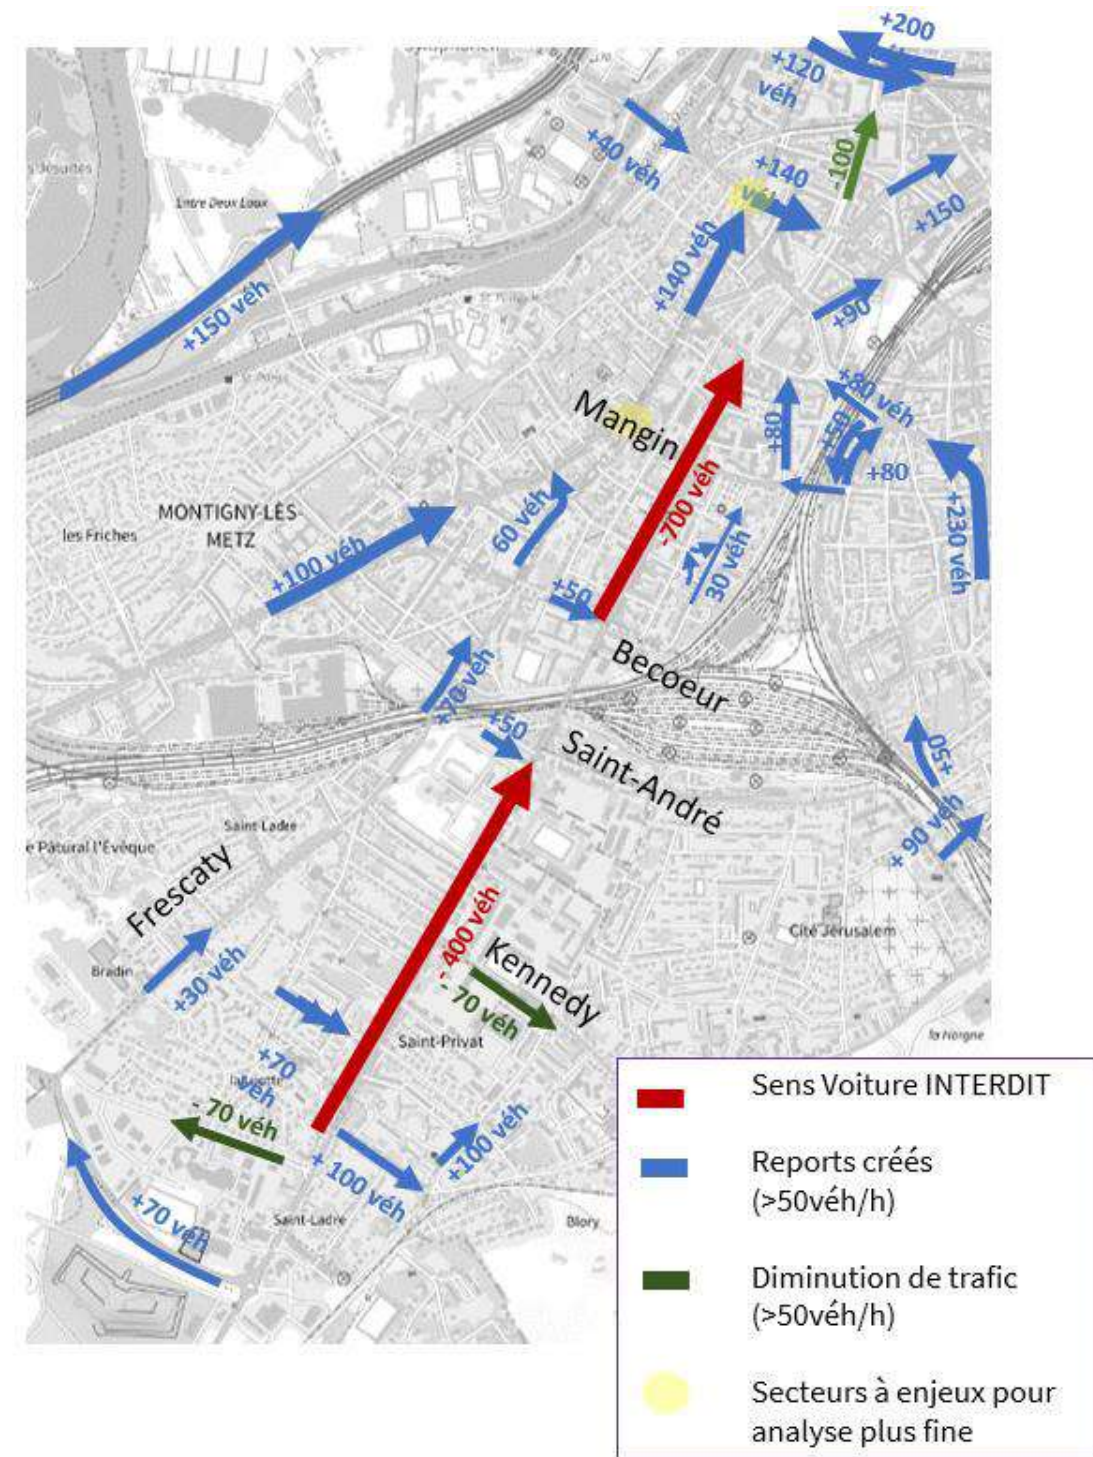 +200
+120
véh
+40 véh
+140
-100
+150
Entre Deux Eaux
+140 véh
+150 véh
+90
Mangin
+80 véh
+80
+50
+80
-700 véh
MONTIGNY-LÈS-
METZ
les Friches
60 véh
+230 véh
+100 véh
30 véh
+50
Becoeur
+70 véh
+50
Saint-André
+50
Saint-Ladre
+ 90 véh
e Pâtural l'Évêque
Frescaty
Cité Jérusalem
- 400 véh
Kennedy
Bradin
+30 véh
- 70 véh
la Horgne
Saint-Privat
+70
véh
- 70 véh
+ 100 véh
+100 véh
+70 véh
Saint-Ladre
Blory
Sens Voiture INTERDIT
Reports créés
(>50véh/h)
Diminution de trafic
(>50véh/h)
Secteurs à enjeux pour
analyse plus fine